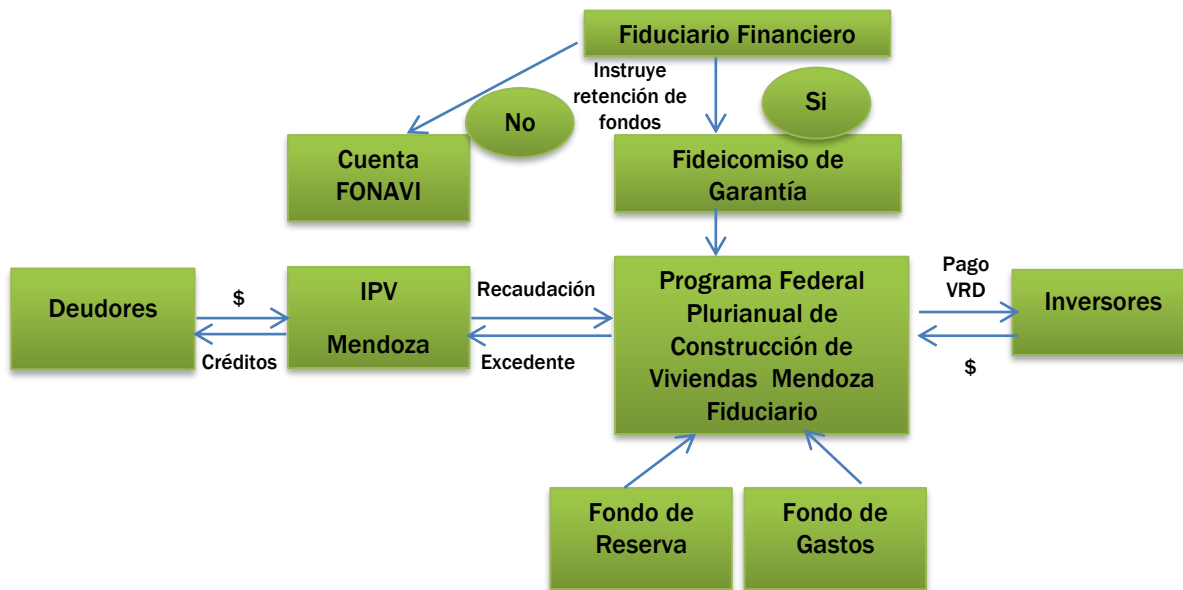 Fiduciario Financiero
Instruye
retención de
fondos
No
Si
Cuenta
FONAVI
Fideicomiso de
Garantía
Deudores
$
Créditos
IPV
Mendoza
Recaudación
Excedente
Programa Federal
Plurianual de
Construcción de
Viviendas Mendoza
Fiduciario
Pago
VRD
$
Inversores
Fondo de
Reserva
Fondo de
Gastos